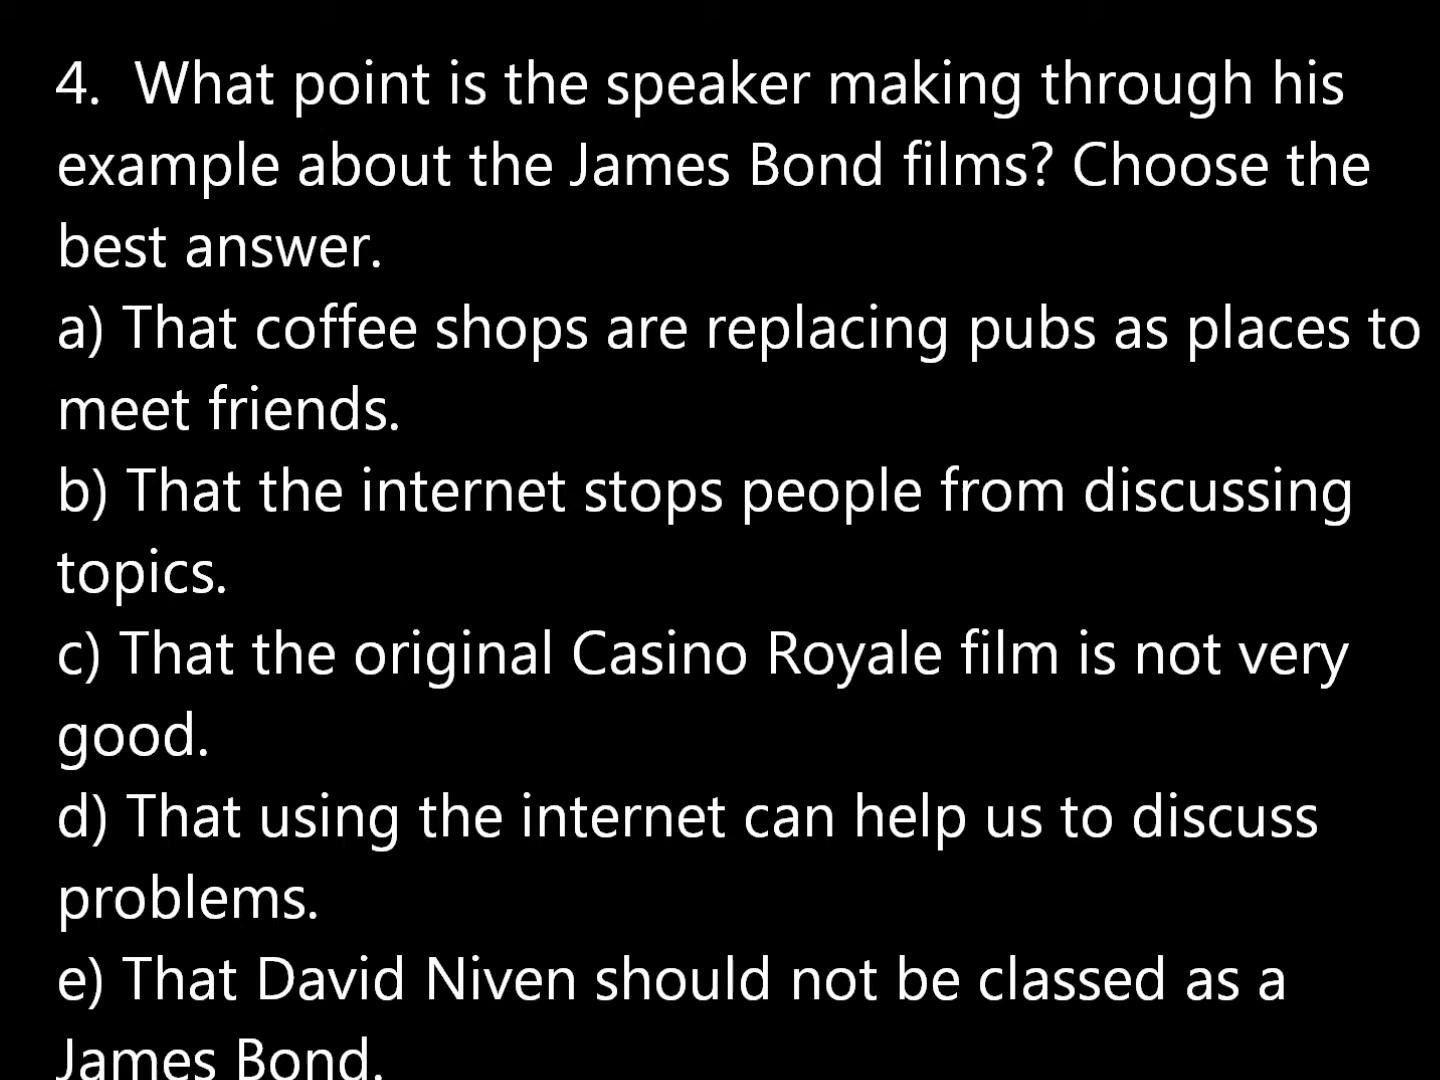 4.  What point is the speaker making through his
example about the James Bond films? Choose the
best answer.
a) That coffee shops are replacing pubs as places to
meet friends.
b) That the internet stops people from discussing
topics.
c) That the original Casino Royale film is not very
good.
d) That using the internet can help us to discuss
problems.
e) That David Niven should not be classed as a
James Bond.